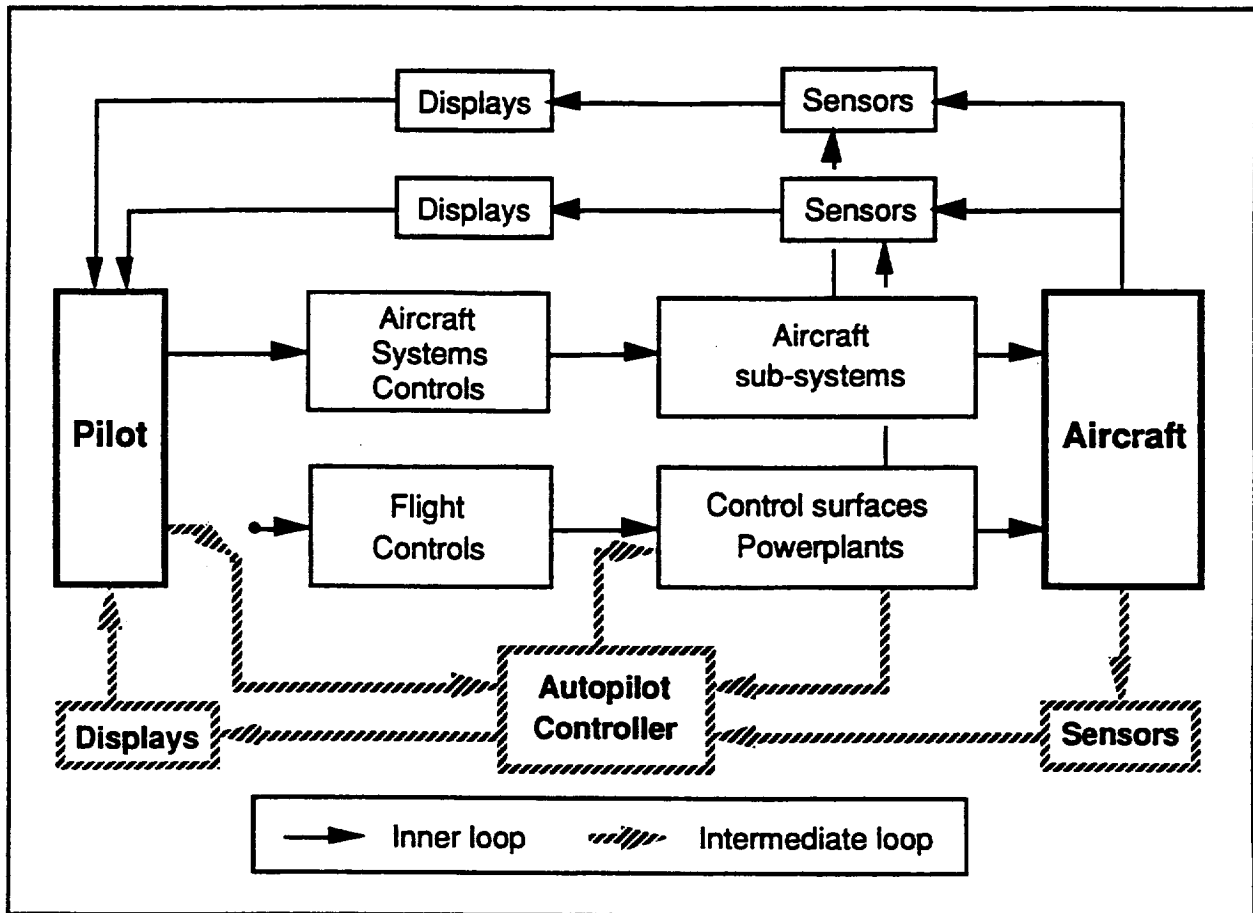 Displays
Sensors
Displays
Sensors
Pilot
Aircraft
Systems
Controls
Aircraft
sub-systems
Aircraft
Flight
Controls
Control surfaces
Powerplants
Autopilot
Controller
Displays
Sensors
Inner loop
Intermediate loop